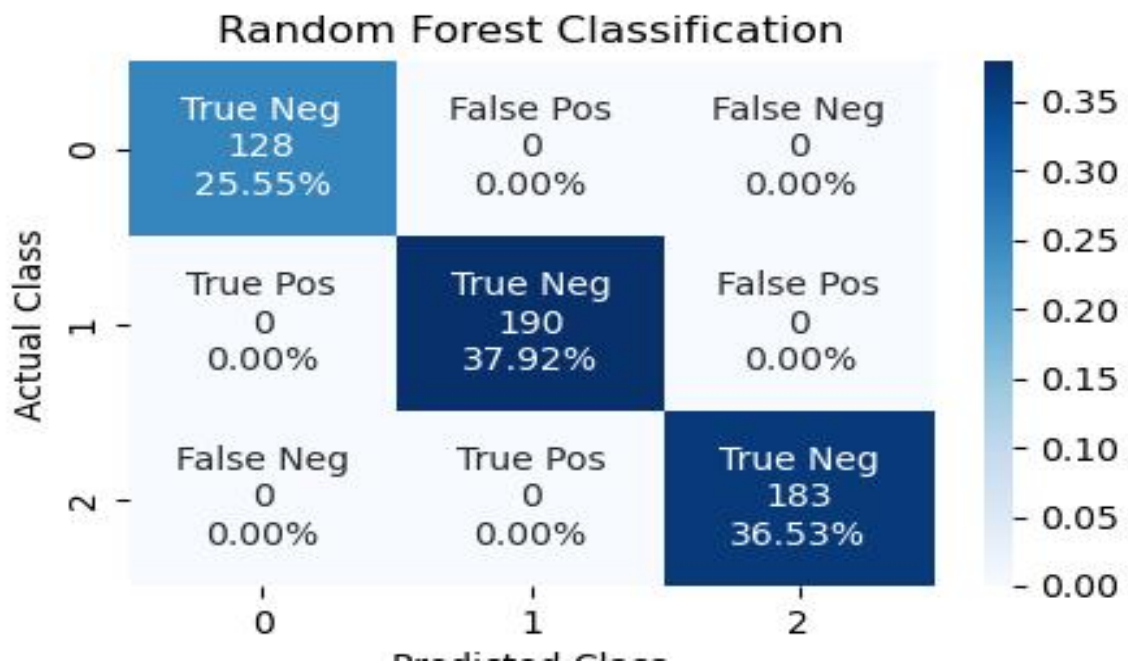 Random Forest Classification
True Neg
128
25.55%
False Pos
0
0.00%
False Neg
0
0.00%
True Pos
0
0.00%
True Neg
190
37.92%
False Pos
0
0.00%
False Neg
0
0.00%
True Pos
0
0.00%
True Neg
183
36.53%
Actual Class
0
1
2
0
1
2
Predicted Class
0.35
0.30
0.25
0.20
0.15
0.10
0.05
0.00